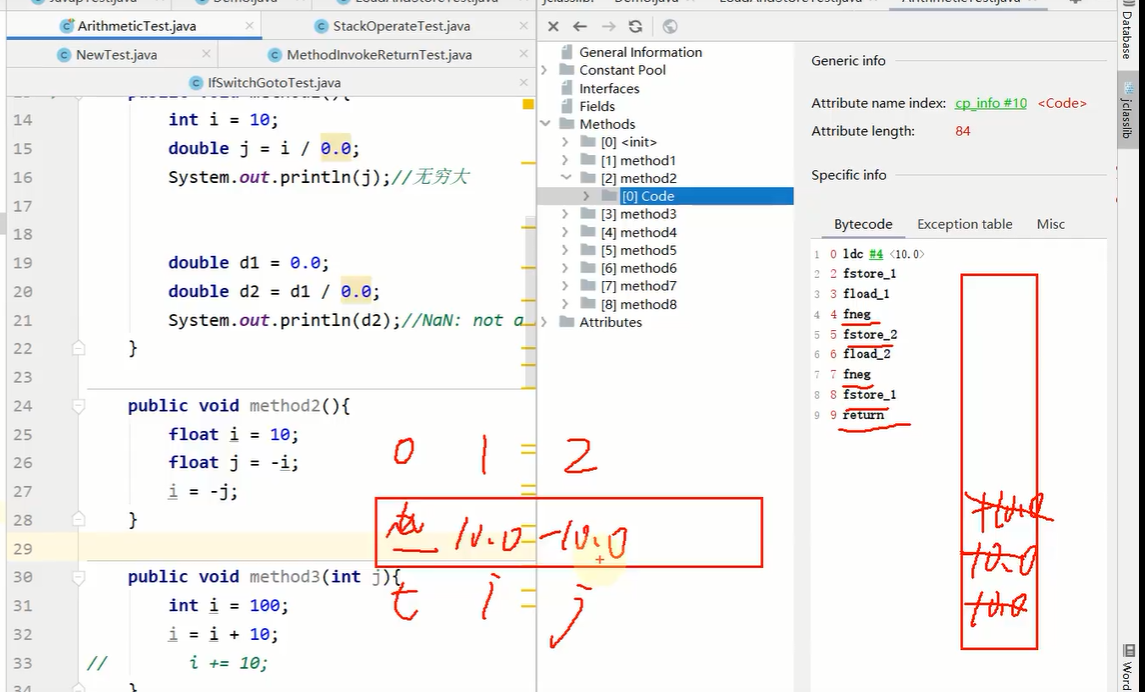 ArithmeticTest.java
StackOperateTest.java
NewTest.java
MethodInvokeReturnTest.java
IfSwitchGotoTest.java
14 int i = 10;
15 double j = i / 0.0;
16 System.out.println(j);//无穷大
17
18
19 double d1 = 0.0;
20 double d2 = d1 / 0.0;
21 System.out.println(d2);//NaN: not a
22 }
23
24 public void method2(){
25 float i = 10;
26 float j = -i;
27 i = -j;
28 }
29
30 public void method3(int j){
31 int i = 100;
32 i = i + 10;
33 // i += 10;
34 }
0 1 2
10.0 -10.0
t i j
General Information
Constant Pool
Interfaces
Fields
Methods
[0] <init>
[1] method1
[2] method2
[0] Code
[3] method3
[4] method4
[5] method5
[6] method6
[7] method7
[8] method8
Attributes
Generic info
Attribute name index: cp_info #10 <Code>
Attribute length: 84
Specific info
Bytecode Exception table Misc
1 0 ldc #4 <10.0>
2 2 fstore_1
3 3 fload_1
4 4 fneg
5 5 fstore_2
6 6 fload_2
7 7 fneg
8 8 fstore_1
9 9 return
+10.0
10.0
10.0
Database
jclasslib
Word